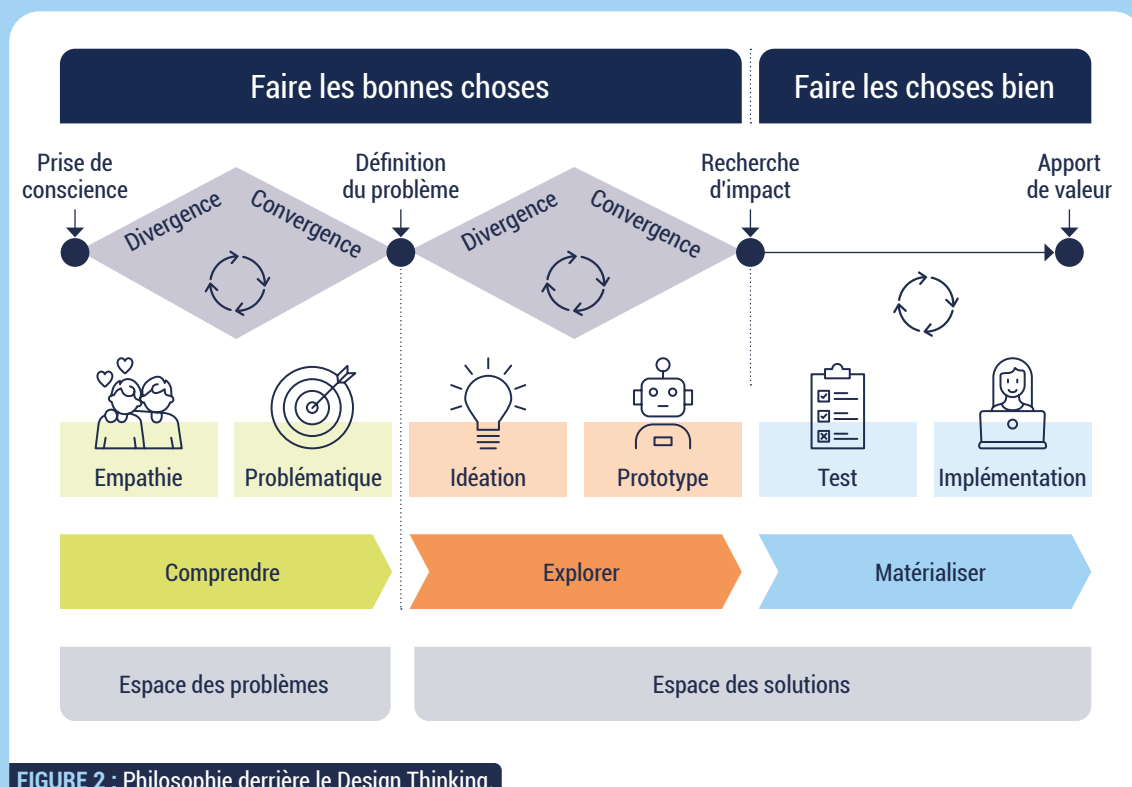 Faire les bonnes choses
Faire les choses bien
Prise de
conscience
Définition
du problème
Recherche
d'impact
Apport
de valeur
Divergence
Convergence
Divergence
Convergence
Empathie
Problématique
Idéation
Prototype
Test
Implémentation
Comprendre
Explorer
Matérialiser
Espace des problèmes
Espace des solutions
FIGURE 2 : Philosophie derrière le Design Thinking.